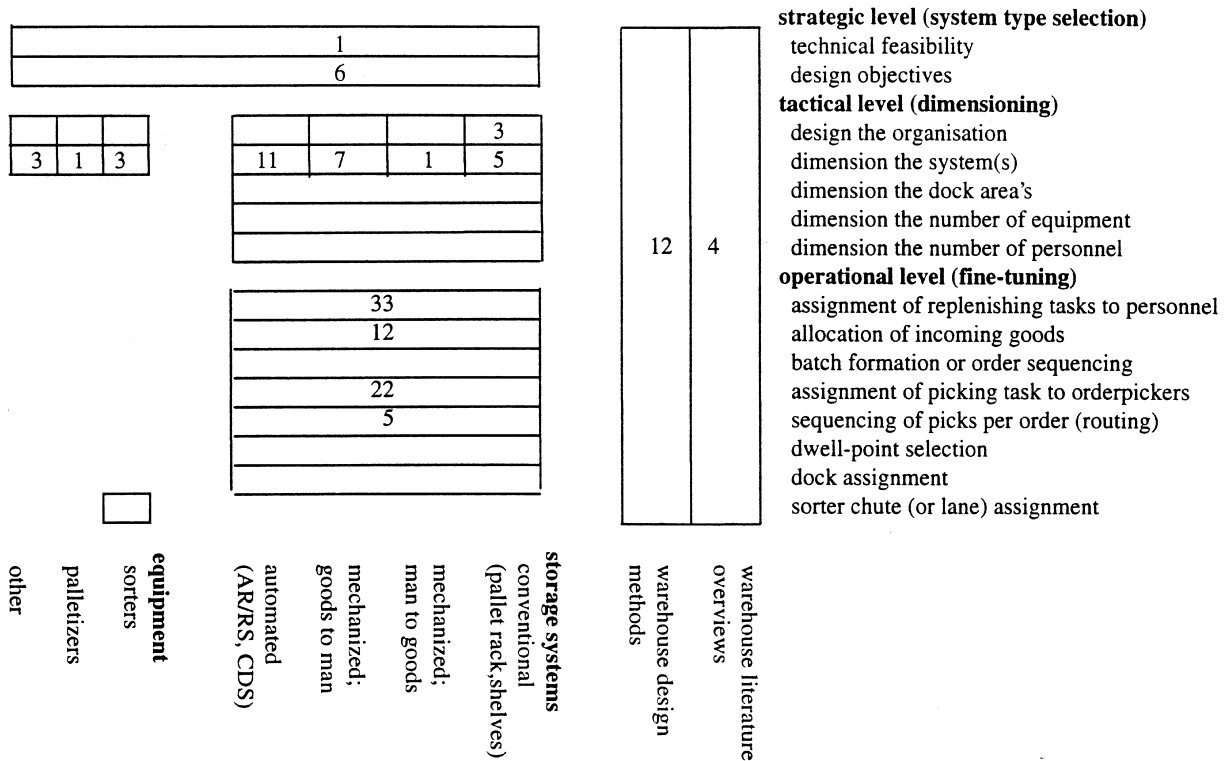 strategic level (system type selection)
1
technical feasibility
6
design objectives
tactical level (dimensioning)
3
design the organisation
3 1 3 11 7 1 5
dimension the system(s)
dimension the dock area's
dimension the number of equipment
12 4
dimension the number of personnel
operational level (fine-tuning)
33
assignment of replenishing tasks to personnel
12
allocation of incoming goods
batch formation or order sequencing
22
assignment of picking task to orderpickers
5
sequencing of picks per order (routing)
dwell-point selection
dock assignment
sorter chute (or lane) assignment
warehouse literature
overviews
warehouse design
methods
storage systems
conventional
(pallet rack,shelves)
mechanized;
man to goods
mechanized;
goods to man
automated
(AR/RS, CDS)
equipment
sorters
palletizers
other